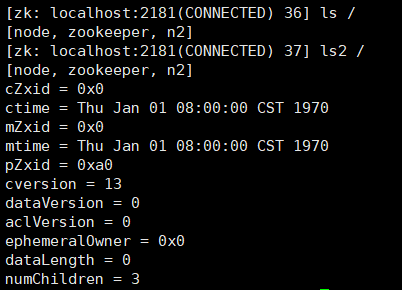 [zk: localhost:2181(CONNECTED) 36] ls /
[node, zookeeper, n2]
[zk: localhost:2181(CONNECTED) 37] ls2 /
[node, zookeeper, n2]
cZxid = 0x0
ctime = Thu Jan 01 08:00:00 CST 1970
mZxid = 0x0
mtime = Thu Jan 01 08:00:00 CST 1970
pZxid = 0xa0
cversion = 13
dataVersion = 0
aclVersion = 0
ephemeralOwner = 0x0
dataLength = 0
numChildren = 3